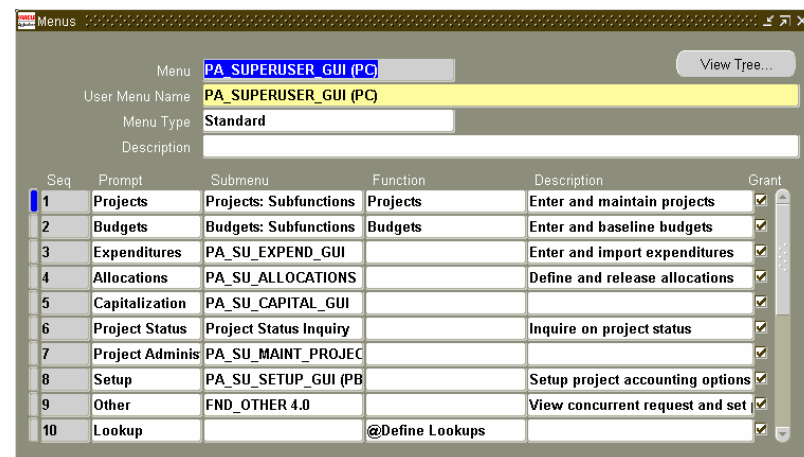 ORACLE Menus
Menu PA_SUPERUSER_GUI (PC) View Tree...
User Menu Name PA_SUPERUSER_GUI (PC)
Menu Type Standard
Description
Seq Prompt Submenu Function Description Grant
1 Projects Projects: Subfunctions Projects Enter and maintain projects
2 Budgets Budgets: Subfunctions Budgets Enter and baseline budgets
3 Expenditures PA_SU_EXPEND_GUI Enter and import expenditures
4 Allocations PA_SU_ALLOCATIONS Define and release allocations
5 Capitalization PA_SU_CAPITAL_GUI
6 Project Status Project Status Inquiry Inquire on project status
7 Project Adminis PA_SU_MAINT_PROJEC
8 Setup PA_SU_SETUP_GUI (PB Setup project accounting options
9 Other FND_OTHER 4.0 View concurrent request and set
10 Lookup @Define Lookups